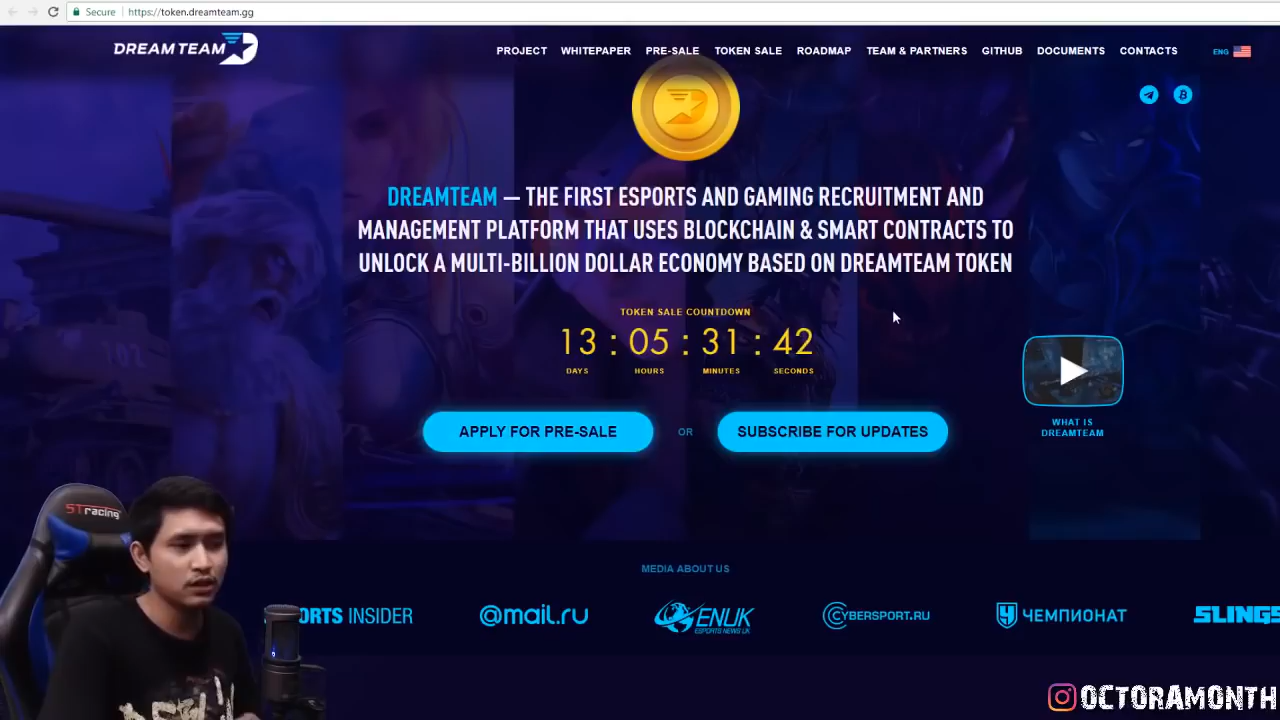 Secure https://token.dreamteam.gg
DREAM TEAM
PROJECT WHITEPAPER PRE-SALE TOKEN SALE ROADMAP TEAM & PARTNERS GITHUB DOCUMENTS CONTACTS ENG
DREAMTEAM — THE FIRST ESPORTS AND GAMING RECRUITMENT AND
MANAGEMENT PLATFORM THAT USES BLOCKCHAIN & SMART CONTRACTS TO
UNLOCK A MULTI-BILLION DOLLAR ECONOMY BASED ON DREAMTEAM TOKEN
TOKEN SALE COUNTDOWN
13 : 05 : 31 : 42
DAYS HOURS MINUTES SECONDS
APPLY FOR PRE-SALE OR SUBSCRIBE FOR UPDATES
WHAT IS
DREAMTEAM
STracing
MEDIA ABOUT US
ORTS INSIDER @mail.ru ENUK CYBERSPORT.RU ЧЕМПИОНАТ SLINGS
ESPORTS NEWS UK
OCTORAMONTH